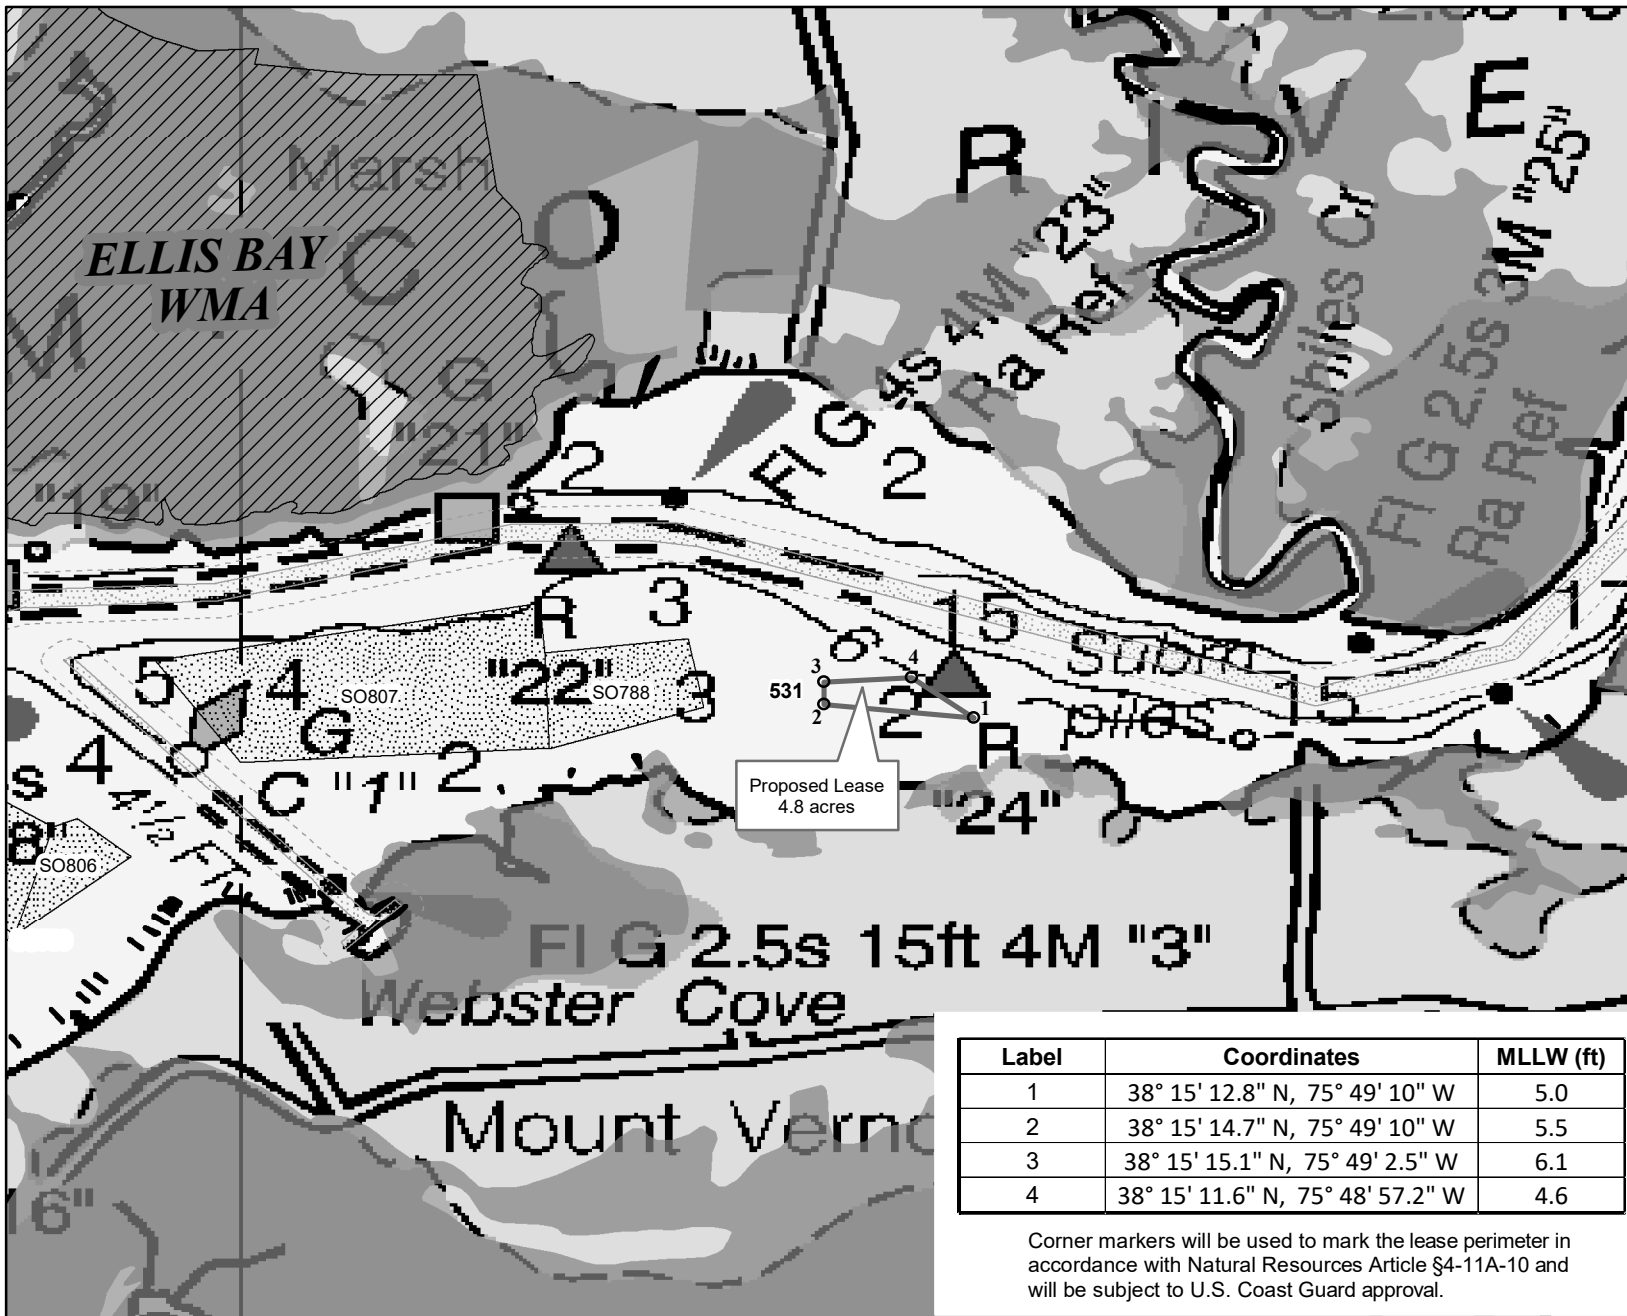 R
E
V
I
O
C
M
G
Marsh
ELLIS BAY
WMA
"21"
"19"
Fl G 4s 4M "23"
Ra Ref
Shiles Cr
Fl G 2.5s 3M "25"
Ra Ref
2
2
3
15
6
5
4
R
"22"
3
SO807
SO788
G
C "1"
2
4
4½ FT
SO806
531
3
4
2
1
2
R
"24"
Subm
piles
15
1
Proposed Lease
4.8 acres
Fl G 2.5s 15ft 4M "3"
Webster Cove
Mount Verno
16"
Label Coordinates MLLW (ft)
1 38° 15' 12.8" N, 75° 49' 10" W 5.0
2 38° 15' 14.7" N, 75° 49' 10" W 5.5
3 38° 15' 15.1" N, 75° 49' 2.5" W 6.1
4 38° 15' 11.6" N, 75° 48' 57.2" W 4.6
Corner markers will be used to mark the lease perimeter in
accordance with Natural Resources Article §4-11A-10 and
will be subject to U.S. Coast Guard approval.